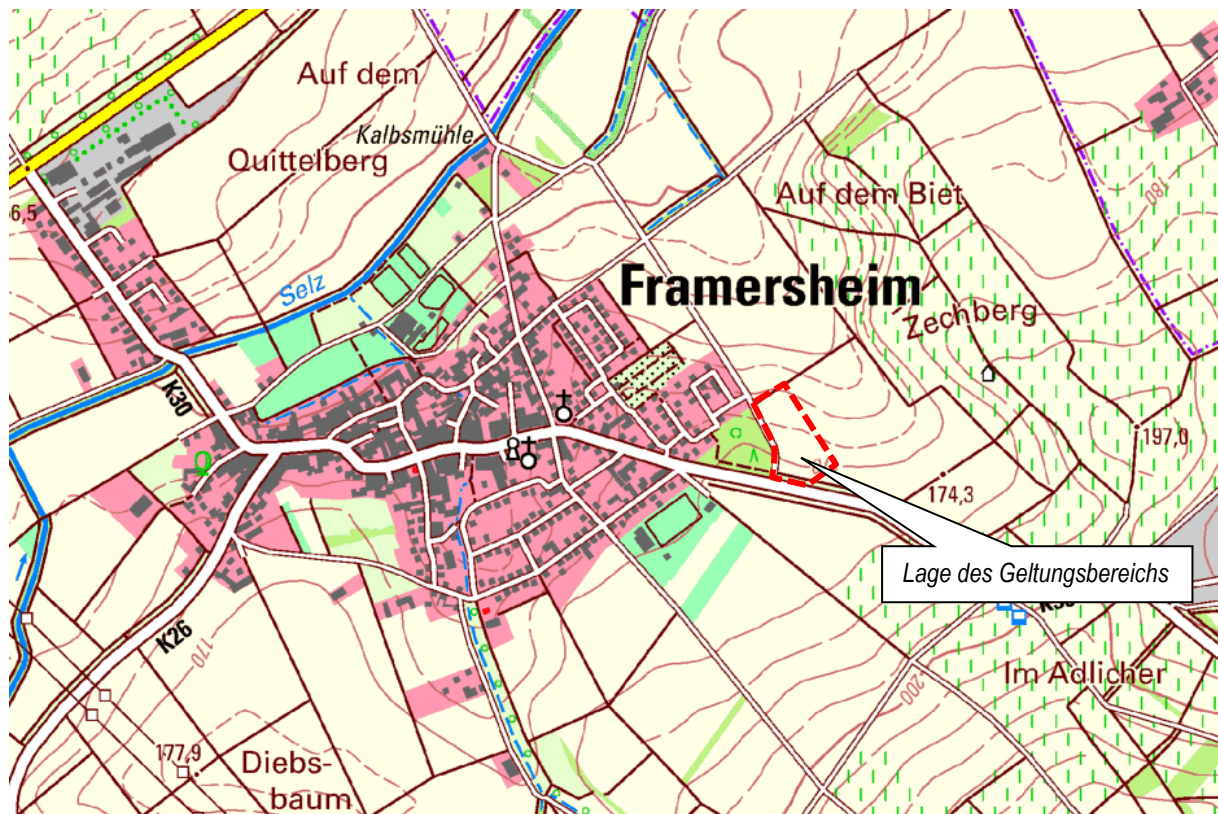 Auf dem
Quittelberg
Kalbsmühle
6,5
Selz
K30
Framersheim
Auf dem Biet
Zechberg
180
197,0
174,3
Lage des Geltungsbereichs
Im Adlicher
200
K26
170
177,9
Diebs-
baum